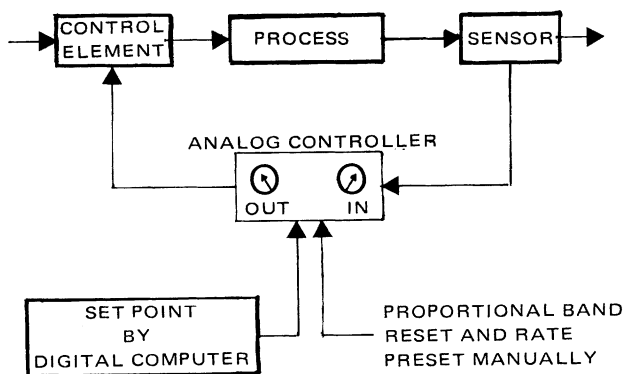 CONTROL
ELEMENT
PROCESS
SENSOR
ANALOG CONTROLLER
OUT
IN
SET POINT
BY
DIGITAL COMPUTER
PROPORTIONAL BAND
RESET AND RATE
PRESET MANUALLY